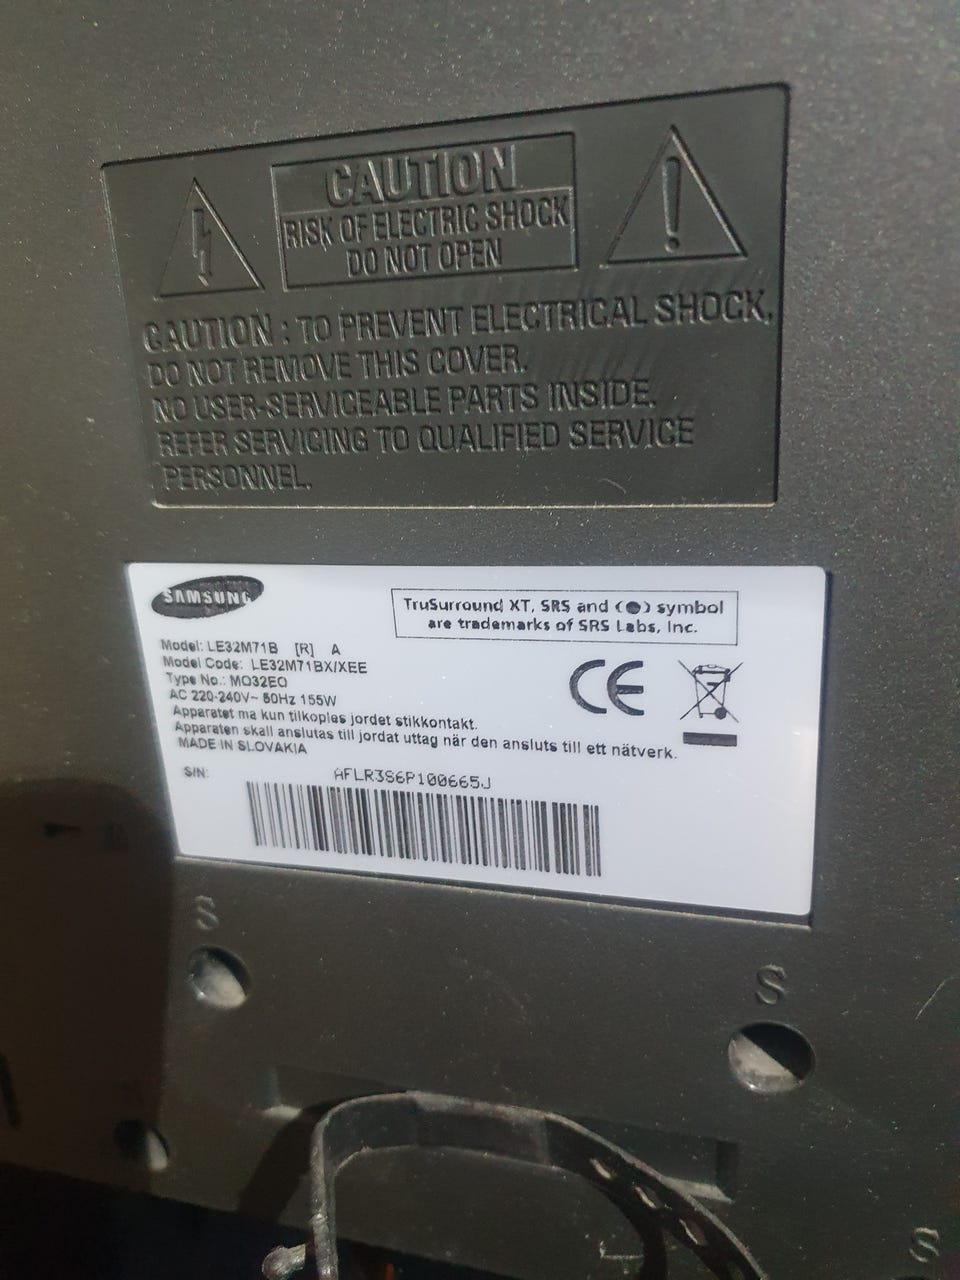 CAUTION
RISK OF ELECTRIC SHOCK
DO NOT OPEN
CAUTION : TO PREVENT ELECTRICAL SHOCK,
DO NOT REMOVE THIS COVER.
NO USER-SERVICEABLE PARTS INSIDE.
REFER SERVICING TO QUALIFIED SERVICE
PERSONNEL.
SAMSUNG
TruSurround XT, SRS and (●) symbol
are trademarks of SRS Labs, Inc.
Model: LE32M71B [R] A
Model Code: LE32M71BX/XEE
Type No.: MO32EO
AC 220-240V~ 50Hz 155W
Apparatet ma kun tilkoples jordet stikkontakt.
Apparaten skall anslutas till jordat uttag när den ansluts till ett nätverk.
MADE IN SLOVAKIA
CE
S/N: AFLR3S6P100665J
S
S
S